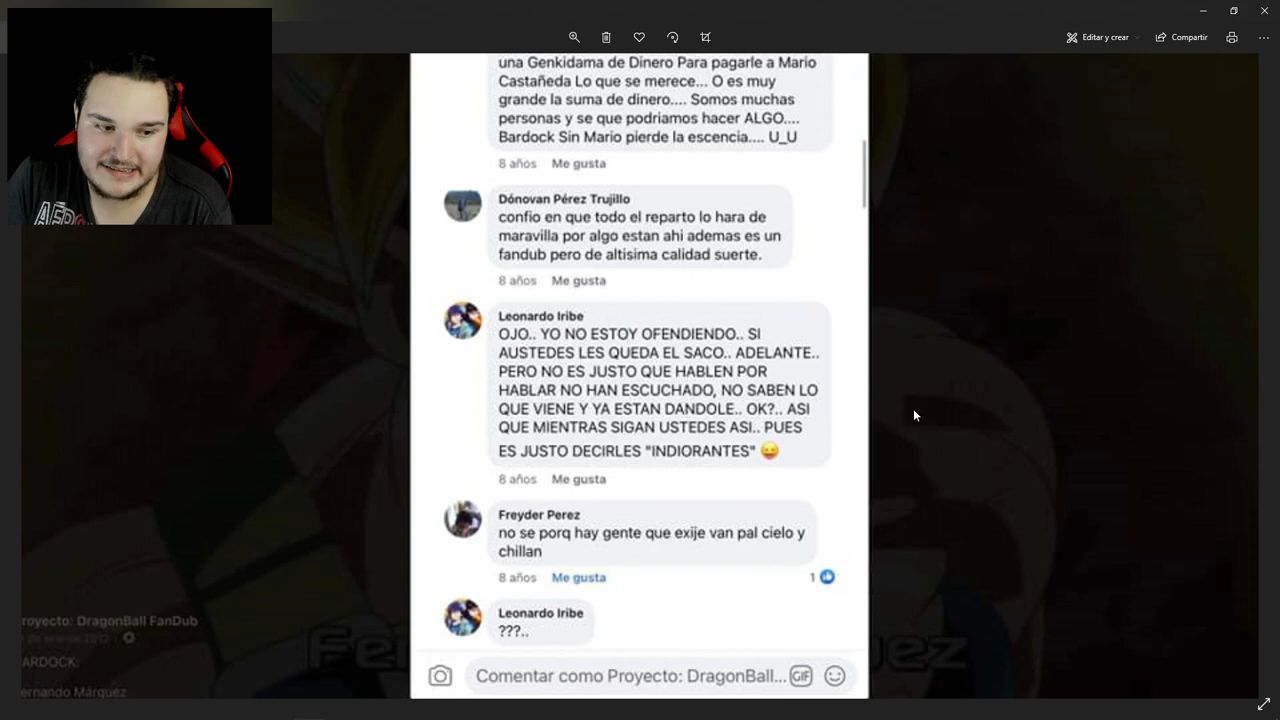 Editar y crear
Compartir
una Genkidama de Dinero Para pagarle a Mario
Castañeda Lo que se merece... O es muy
grande la suma de dinero.... Somos muchas
personas y se que podriamos hacer ALGO....
Bardock Sin Mario pierde la escencia.... U_U
8 años Me gusta
Dónovan Pérez Trujillo
confio en que todo el reparto lo hara de
maravilla por algo estan ahi ademas es un
fandub pero de altisima calidad suerte.
8 años Me gusta
Leonardo Iribe
OJO.. YO NO ESTOY OFENDIENDO.. SI
AUSTEDES LES QUEDA EL SACO.. ADELANTE..
PERO NO ES JUSTO QUE HABLEN POR
HABLAR NO HAN ESCUCHADO, NO SABEN LO
QUE VIENE Y YA ESTAN DANDOLE.. OK?.. ASI
QUE MIENTRAS SIGAN USTEDES ASI.. PUES
ES JUSTO DECIRLES "INDIORANTES" 😛
8 años Me gusta
Freyder Perez
no se porq hay gente que exije van pal cielo y
chillan
8 años Me gusta 1
Leonardo Iribe
???..
Comentar como Proyecto: DragonBall... GIF
royecto: DragonBall FanDub
ARDOCK:
ernando Márquez